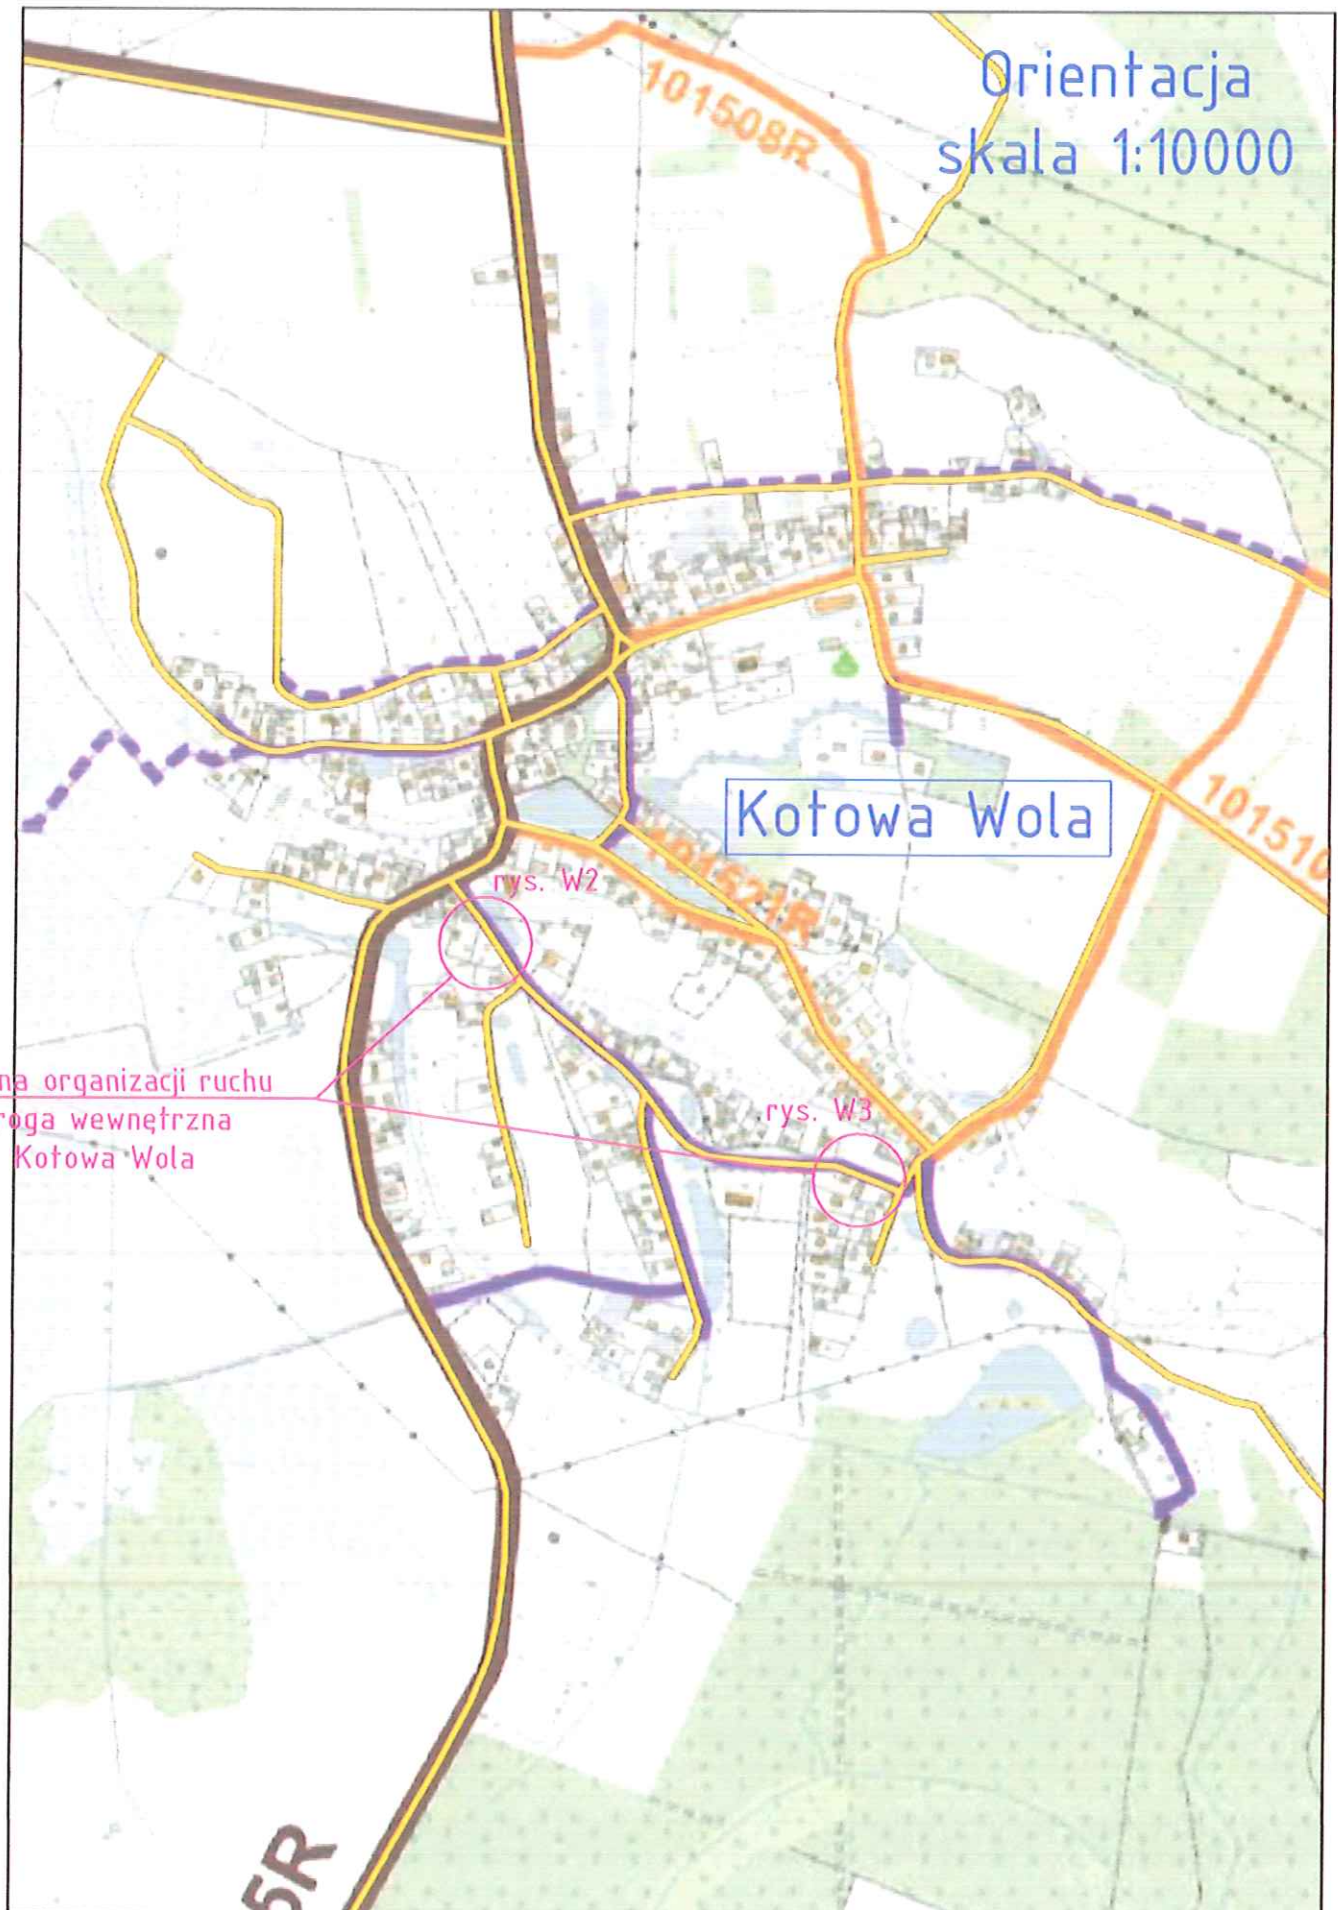 Orientacja
skala 1:10000
101508R
Kotowa Wola
101510
101521R
rys. W2
na organizacji ruchu
roga wewnętrzna
Kotowa Wola
rys. W3
5R